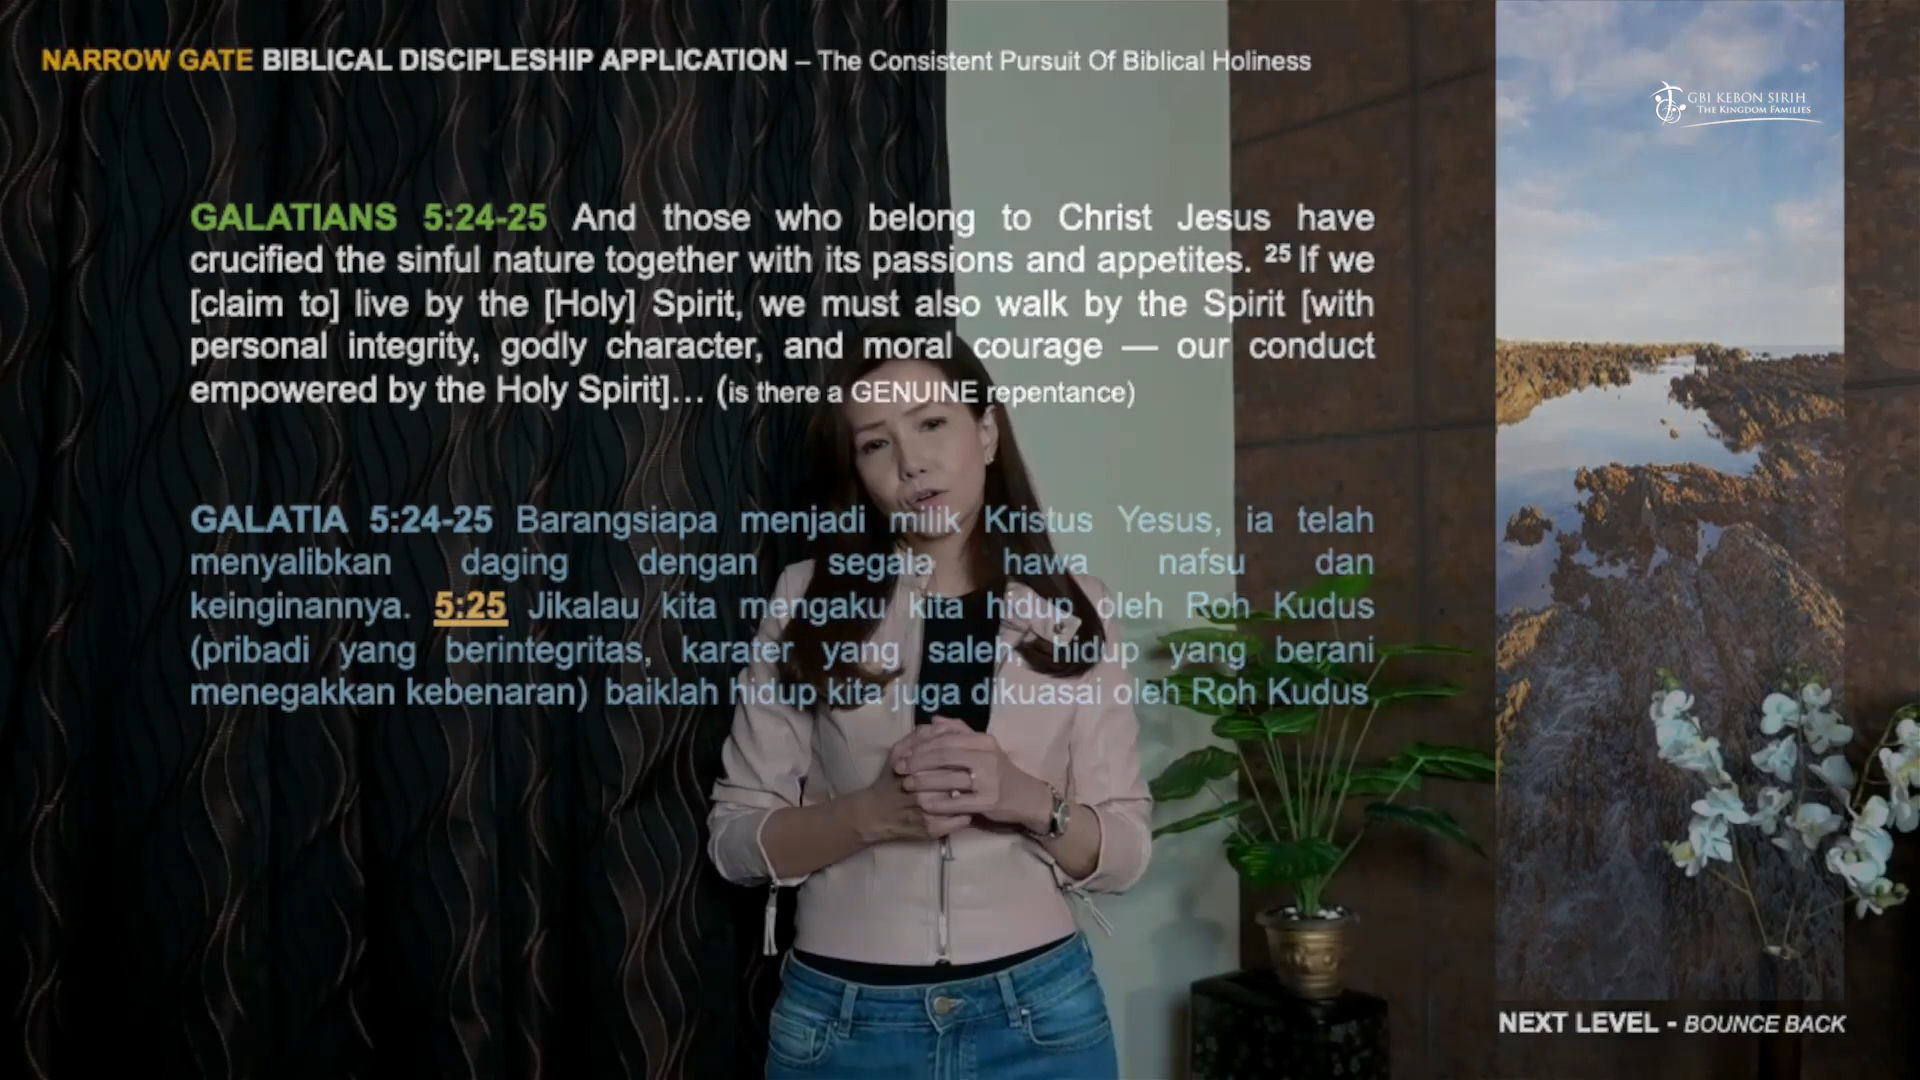 NARROW GATE BIBLICAL DISCIPLESHIP APPLICATION – The Consistent Pursuit Of Biblical Holiness
GBI KEBON SIRIH
THE KINGDOM FAMILIES
GALATIANS 5:24-25 And those who belong to Christ Jesus have
crucified the sinful nature together with its passions and appetites. 25 If we
[claim to] live by the [Holy] Spirit, we must also walk by the Spirit [with
personal integrity, godly character, and moral courage — our conduct
empowered by the Holy Spirit]... (is there a GENUINE repentance)
GALATIA 5:24-25 Barangsiapa menjadi milik Kristus Yesus, ia telah
menyalibkan daging dengan segala hawa nafsu dan
keinginannya. 5:25 Jikalau kita mengaku kita hidup oleh Roh Kudus
(pribadi yang berintegritas, karater yang saleh, hidup yang berani
menegakkan kebenaran) baiklah hidup kita juga dikuasai oleh Roh Kudus
NEXT LEVEL - BOUNCE BACK